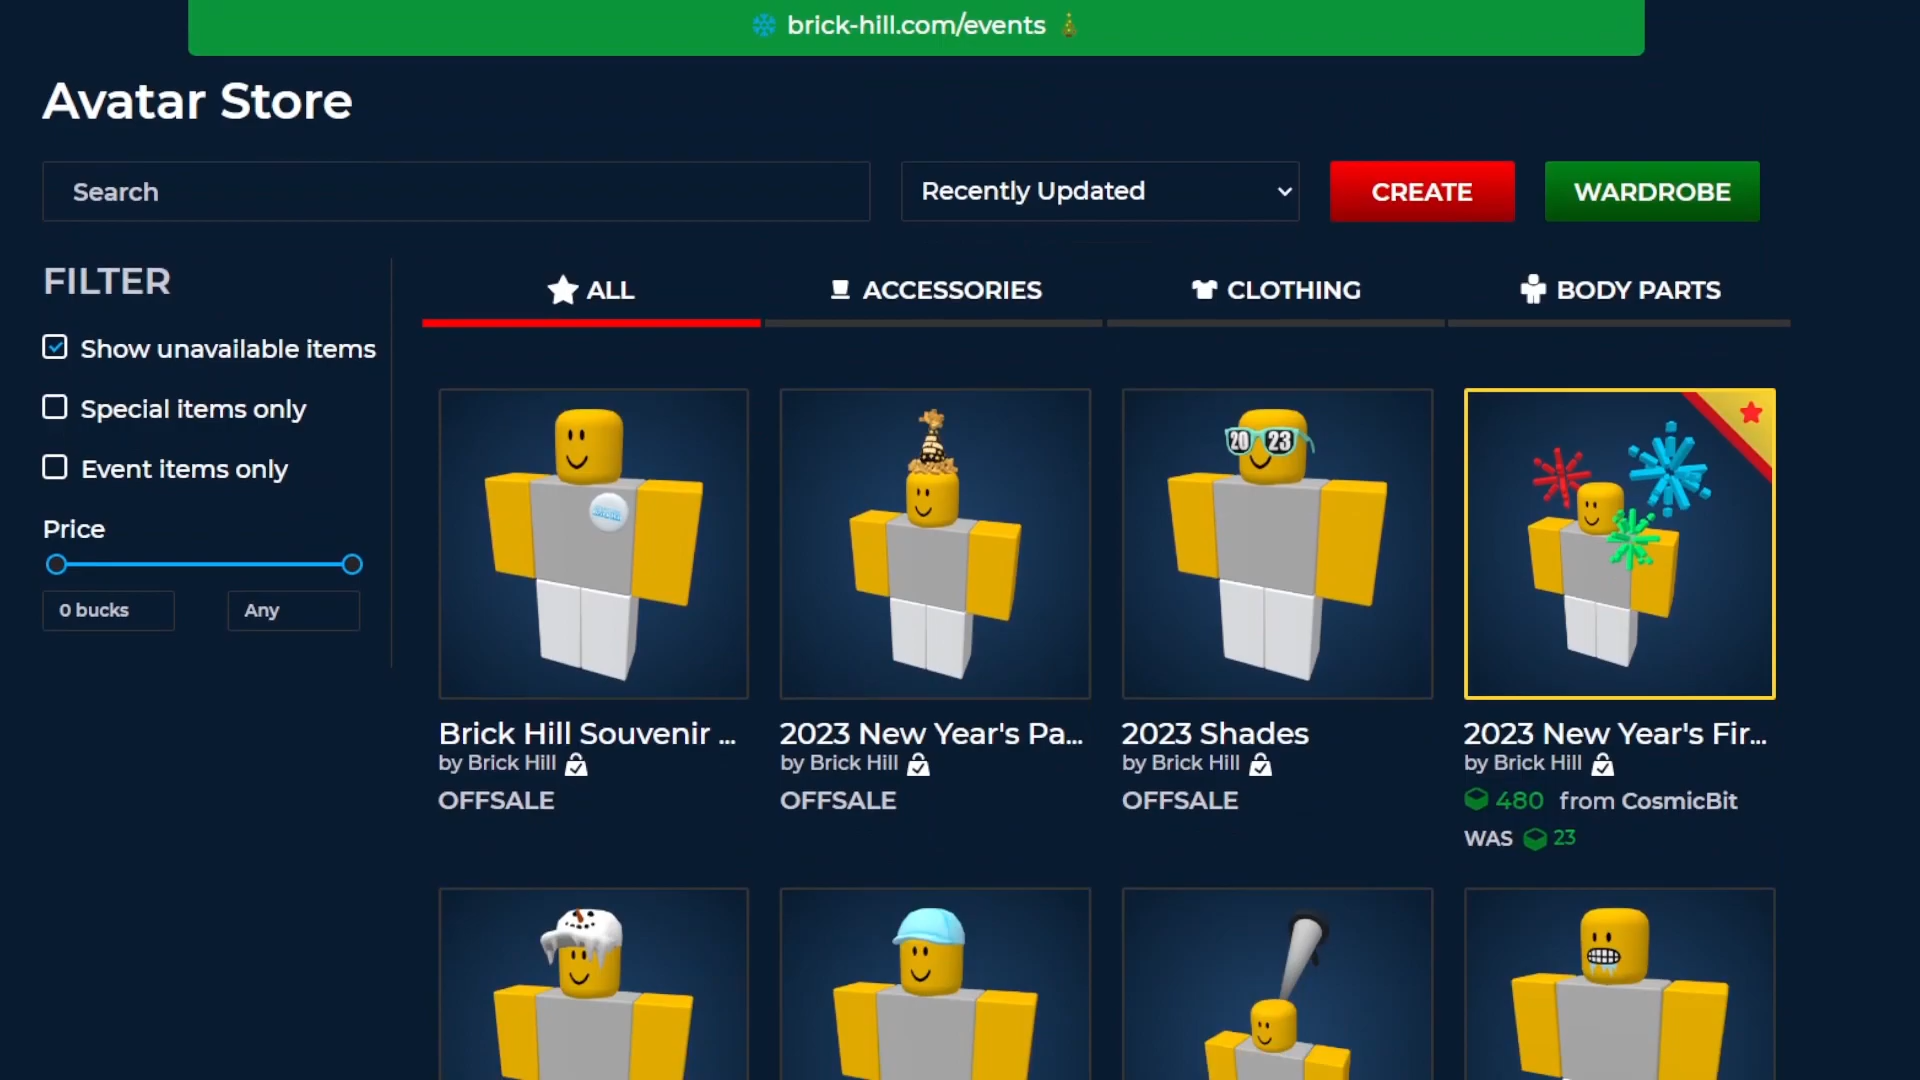 brick-hill.com/events
Avatar Store
Search
Recently Updated
CREATE
WARDROBE
FILTER
Show unavailable items
Special items only
Event items only
Price
0 bucks
Any
ALL
ACCESSORIES
CLOTHING
BODY PARTS
20 23
Brick Hill Souvenir ...
by Brick Hill
OFFSALE
2023 New Year's Pa...
by Brick Hill
OFFSALE
2023 Shades
by Brick Hill
OFFSALE
2023 New Year's Fir...
by Brick Hill
480 from CosmicBit
WAS 23